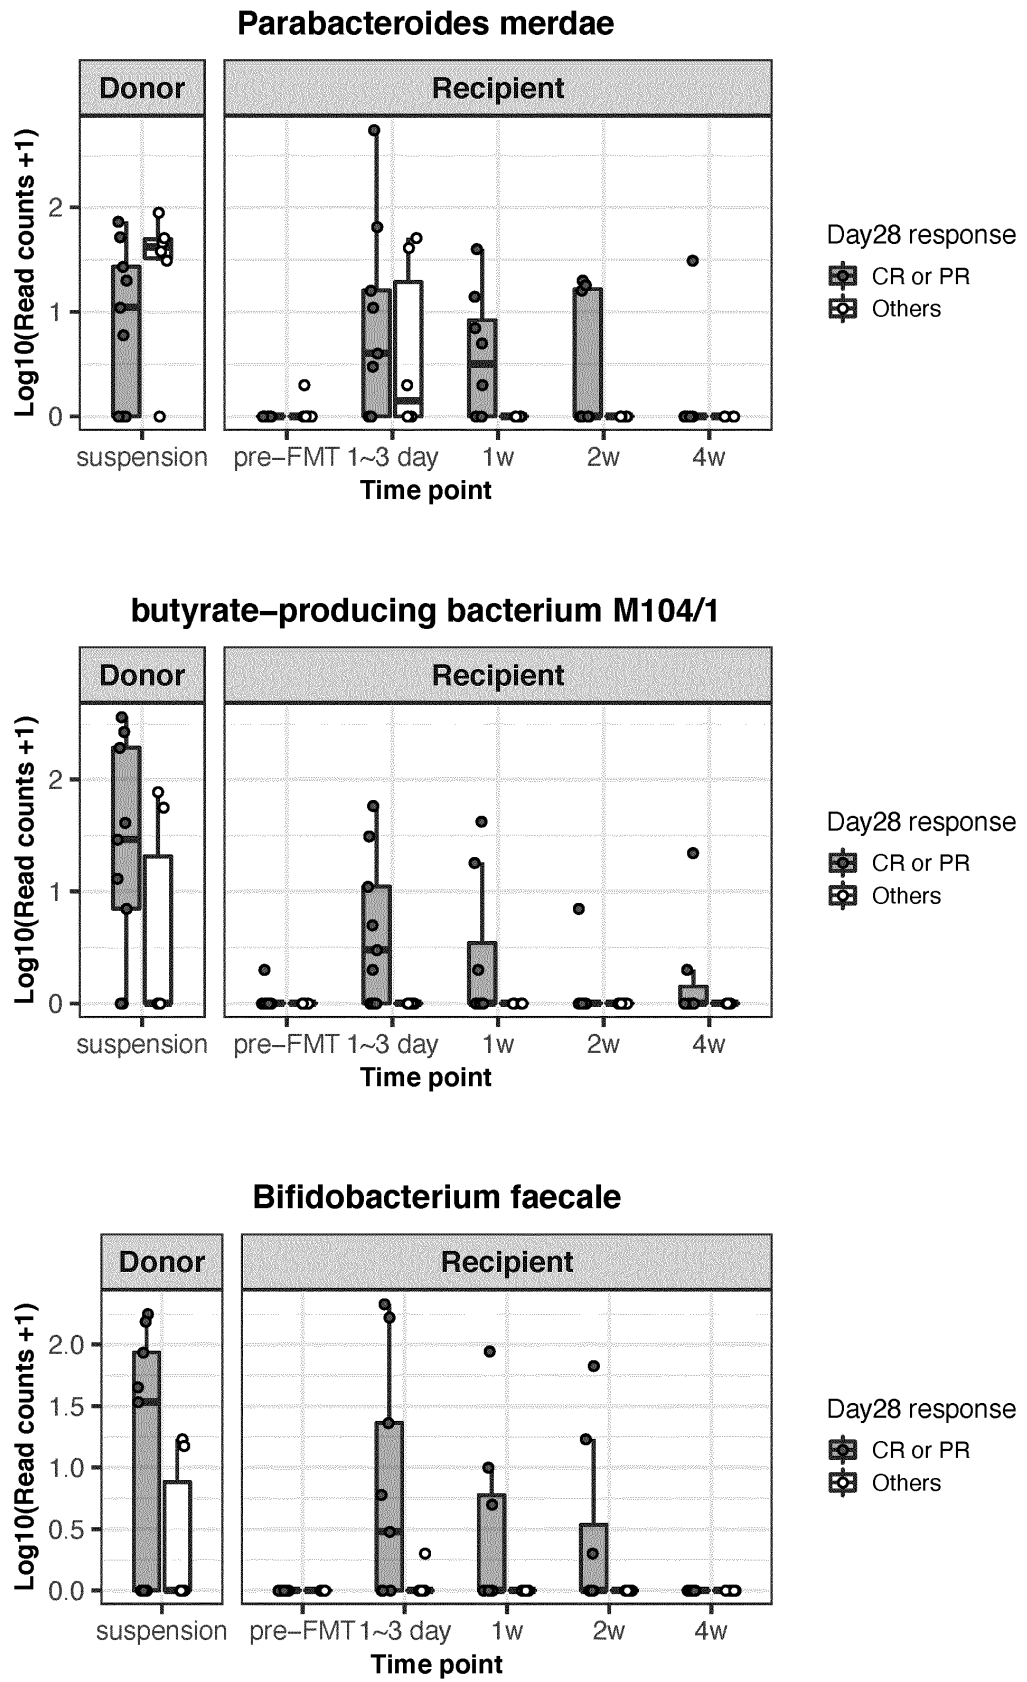 Parabacteroides merdae
Donor
Recipient
Log10(Read counts +1)
2
1
0
suspension
pre−FMT
1~3 day
1w
2w
4w
Time point
Day28 response
CR or PR
Others
butyrate−producing bacterium M104/1
Donor
Recipient
Log10(Read counts +1)
2
1
0
suspension
pre−FMT
1~3 day
1w
2w
4w
Time point
Day28 response
CR or PR
Others
Bifidobacterium faecale
Donor
Recipient
Log10(Read counts +1)
2.0
1.5
1.0
0.5
0.0
suspension
pre−FMT
1~3 day
1w
2w
4w
Time point
Day28 response
CR or PR
Others